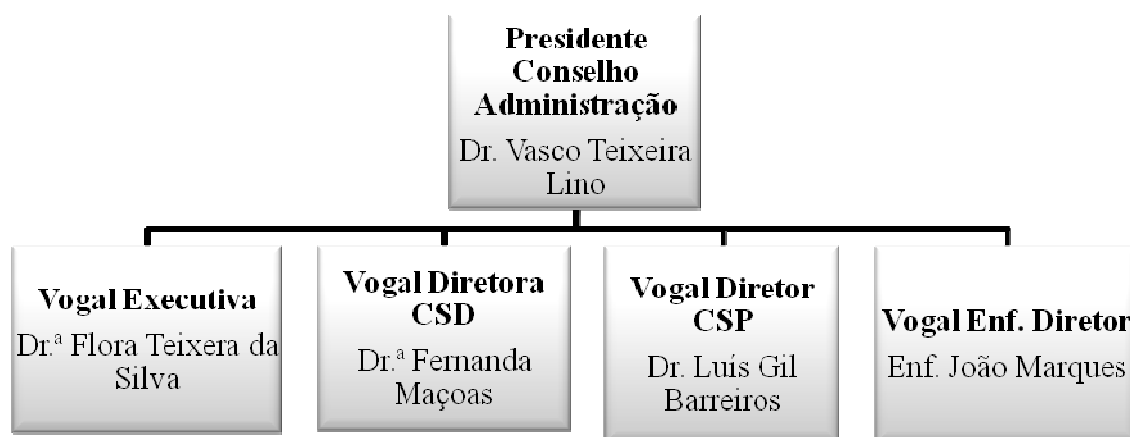 Presidente
Conselho
Administração
Dr. Vasco Teixeira
Lino
Vogal Executiva
Dr.ª Flora Teixera da
Silva
Vogal Diretora
CSD
Dr.ª Fernanda
Maçoas
Vogal Diretor
CSP
Dr. Luís Gil
Barreiros
Vogal Enf. Diretor
Enf. João Marques